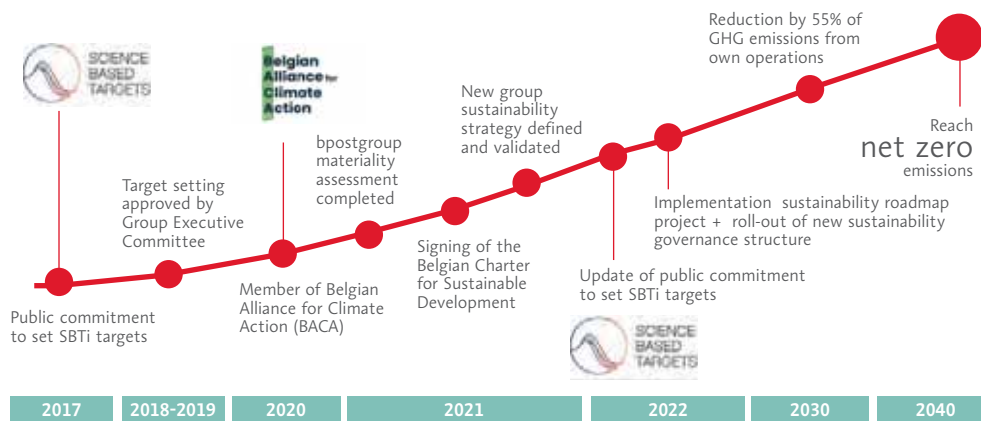 SCIENCE
BASED
TARGETS
Public commitment
to set SBTi targets
Target setting
approved by
Group Executive
Committee
Belgian
Alliance for
Climate
Action
Member of Belgian
Alliance for Climate
Action (BACA)
bpostgroup
materiality
assessment
completed
Signing of the
Belgian Charter
for Sustainable
Development
New group
sustainability
strategy defined
and validated
Update of public commitment
to set SBTi targets
SCIENCE
BASED
TARGETS
Implementation sustainability roadmap
project + roll-out of new sustainability
governance structure
Reduction by 55% of
GHG emissions from
own operations
Reach
net zero
emissions
2017
2018-2019
2020
2021
2022
2030
2040